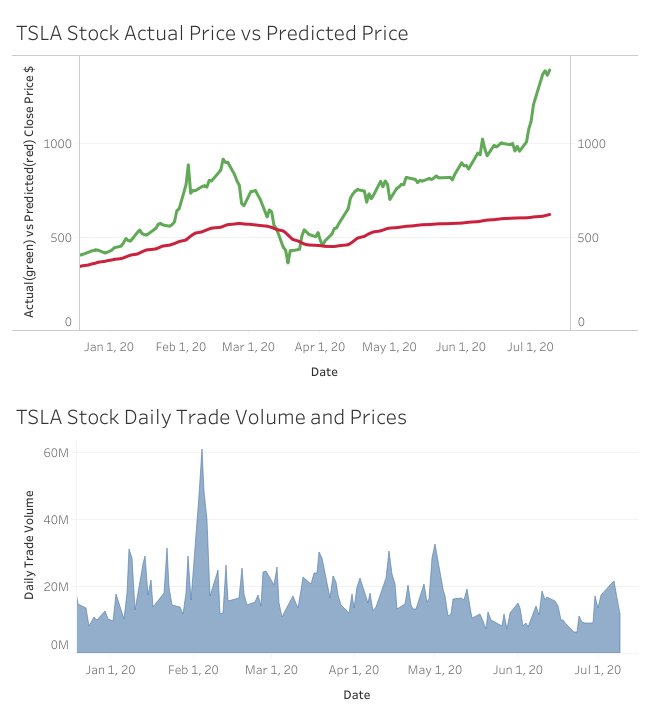 TSLA Stock Actual Price vs Predicted Price
Actual(green) vs Predicted(red) Close Price $
1000
500
0
1000
500
0
Jan 1, 20 Feb 1, 20 Mar 1, 20 Apr 1, 20 May 1, 20 Jun 1, 20 Jul 1, 20
Date
TSLA Stock Daily Trade Volume and Prices
Daily Trade Volume
60M
40M
20M
0M
Jan 1, 20 Feb 1, 20 Mar 1, 20 Apr 1, 20 May 1, 20 Jun 1, 20 Jul 1, 20
Date